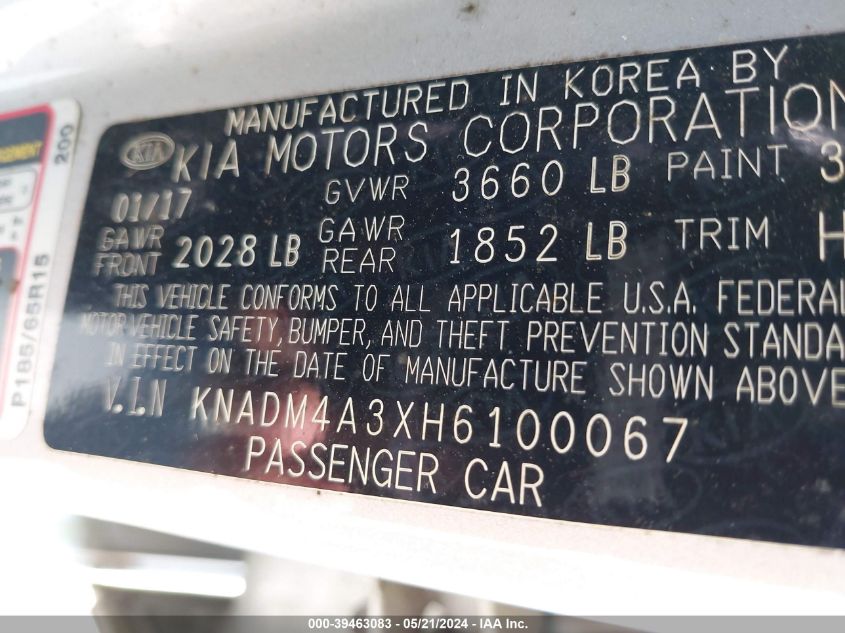 MANUFACTURED IN KOREA BY
KIA KIA MOTORS CORPORATION
01/17 GVWR 3660 LB PAINT 3
GAWR FRONT 2028 LB GAWR REAR 1852 LB TRIM H
THIS VEHICLE CONFORMS TO ALL APPLICABLE U.S.A. FEDERAL
MOTOR VEHICLE SAFETY, BUMPER, AND THEFT PREVENTION STANDA
IN EFFECT ON THE DATE OF MANUFACTURE SHOWN ABOVE
V.I.N KNADM4A3XH6100067
PASSENGER CAR
200
P185/65R15
000-39463083 | 05/21/2024 | IAA Inc.